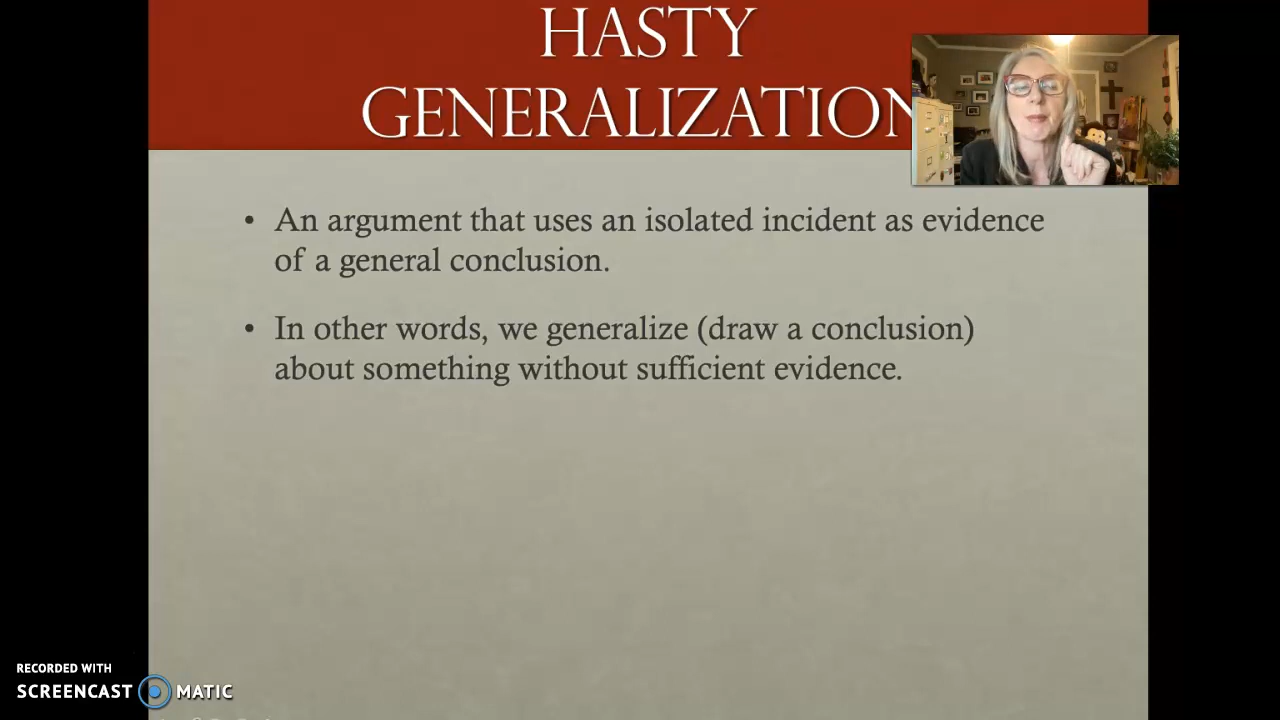 HASTY
GENERALIZATION
• An argument that uses an isolated incident as evidence
of a general conclusion.
• In other words, we generalize (draw a conclusion)
about something without sufficient evidence.
RECORDED WITH
SCREENCAST MATIC